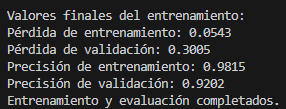 Valores finales del entrenamiento:
Pérdida de entrenamiento: 0.0543
Pérdida de validación: 0.3005
Precisión de entrenamiento: 0.9815
Precisión de validación: 0.9202
Entrenamiento y evaluación completados.